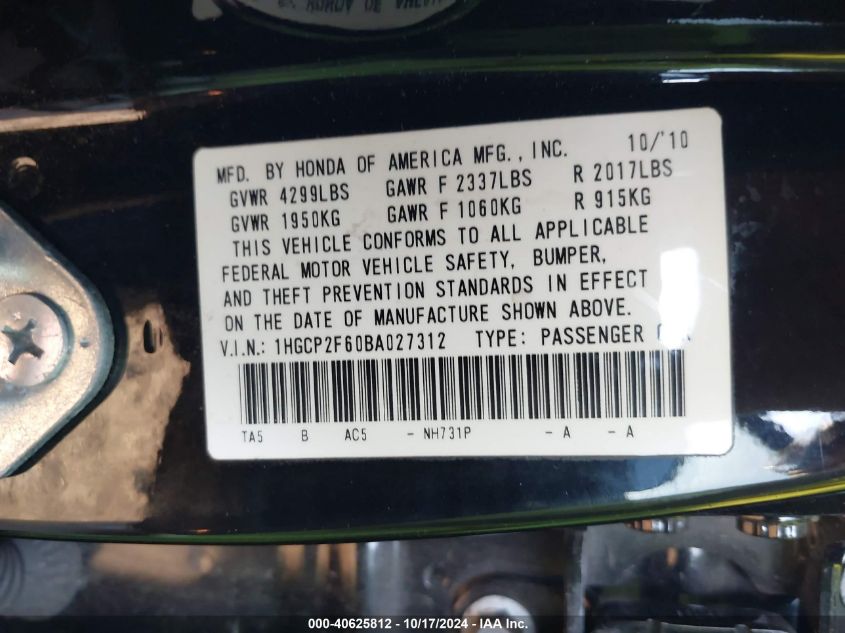 MFD. BY HONDA OF AMERICA MFG., INC. 10/'10
GVWR 4299LBS GAWR F 2337LBS R 2017LBS
GVWR 1950KG GAWR F 1060KG R 915KG
THIS VEHICLE CONFORMS TO ALL APPLICABLE
FEDERAL MOTOR VEHICLE SAFETY, BUMPER,
AND THEFT PREVENTION STANDARDS IN EFFECT
ON THE DATE OF MANUFACTURE SHOWN ABOVE.
V.I.N.: 1HGCP2F60BA027312 TYPE: PASSENGER
TA5 B AC5 - NH731P - A - A
000-40625812 - 10/17/2024 - IAA Inc.